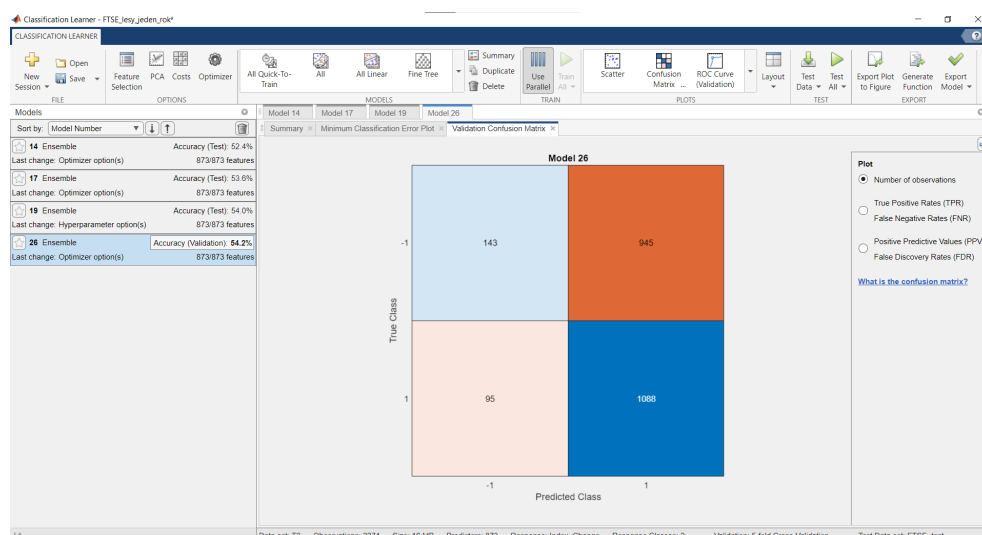 Classification Learner - FTSE_lesy_jeden_rok*
CLASSIFICATION LEARNER
New Session
Open
Save
Feature Selection
PCA
Costs
Optimizer
All Quick-To-Train
All
All Linear
Fine Tree
Summary
Duplicate
Delete
Use Parallel
Train All
Scatter
Confusion Matrix ...
ROC Curve (Validation)
Layout
Test Data
Test All
Export Plot to Figure
Generate Function
Export Model
FILE
OPTIONS
MODELS
TRAIN
PLOTS
TEST
EXPORT
Models
Model 14
Model 17
Model 19
Model 26
Sort by: Model Number
Summary
Minimum Classification Error Plot
Validation Confusion Matrix
14 Ensemble Accuracy (Test): 52.4%
Last change: Optimizer option(s) 873/873 features
17 Ensemble Accuracy (Test): 53.6%
Last change: Optimizer option(s) 873/873 features
19 Ensemble Accuracy (Test): 54.0%
Last change: Hyperparameter option(s) 873/873 features
26 Ensemble Accuracy (Validation): 54.2%
Last change: Optimizer option(s) 873/873 features
Model 26
-1
143
945
1
95
1088
-1
1
True Class
Predicted Class
Plot
Number of observations
True Positive Rates (TPR)
False Negative Rates (FNR)
Positive Predictive Values (PPV
False Discovery Rates (FDR)
What is the confusion matrix?